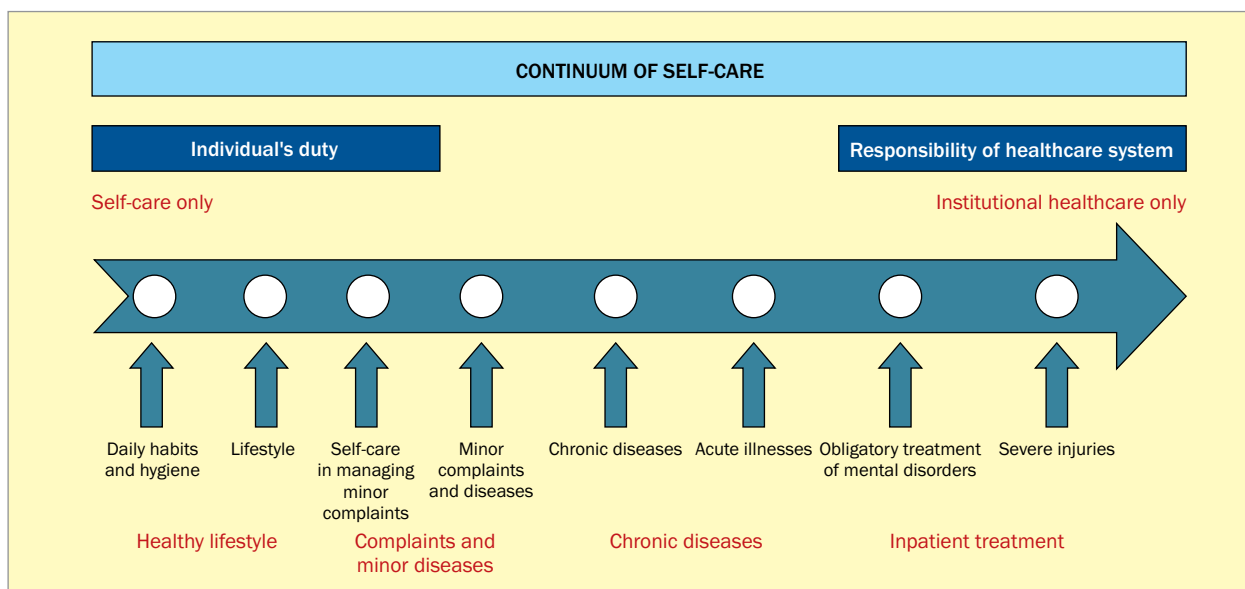 CONTINUUM OF SELF-CARE
Individual's duty
Responsibility of healthcare system
Self-care only
Institutional healthcare only
Daily habits
and hygiene
Lifestyle
Self-care
in managing
minor
complaints
Minor
complaints
and diseases
Chronic diseases
Acute illnesses
Obligatory treatment
of mental disorders
Severe injuries
Healthy lifestyle
Complaints and
minor diseases
Chronic diseases
Inpatient treatment